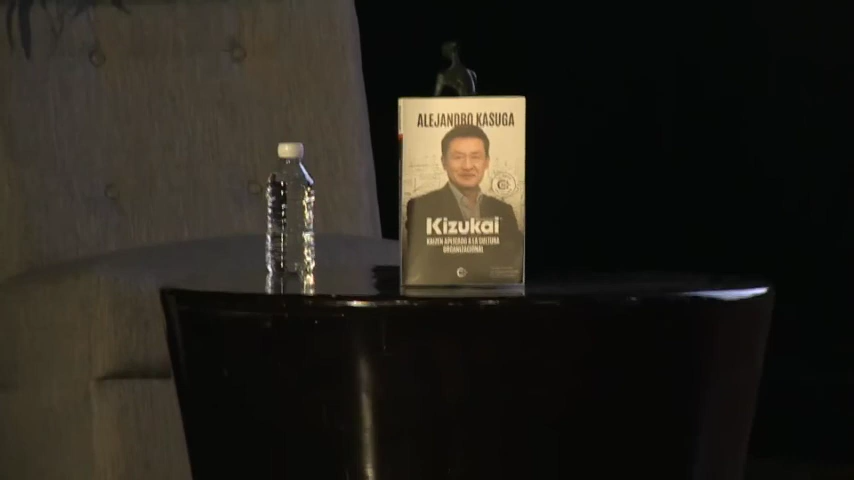 ALEJANDRO KASUGA
Kizukai
KAIZEN APLICADO A LA CULTURA
ORGANIZACIONAL